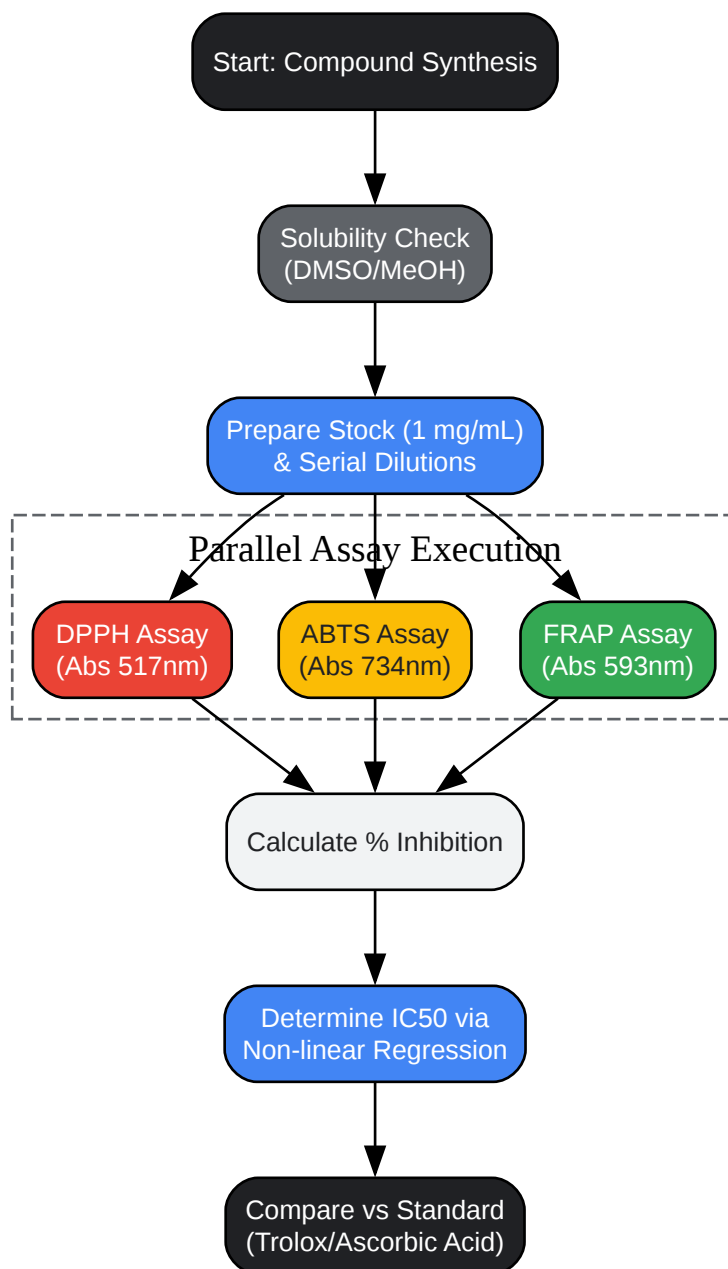 Start: Compound Synthesis
Solubility Check
(DMSO/MeOH)
Prepare Stock (1 mg/mL)
& Serial Dilutions
Parallel Assay Execution
DPPH Assay
(Abs 517nm)
ABTS Assay
(Abs 734nm)
FRAP Assay
(Abs 593nm)
Calculate % Inhibition
Determine IC50 via
Non-linear Regression
Compare vs Standard
(Trolox/Ascorbic Acid)